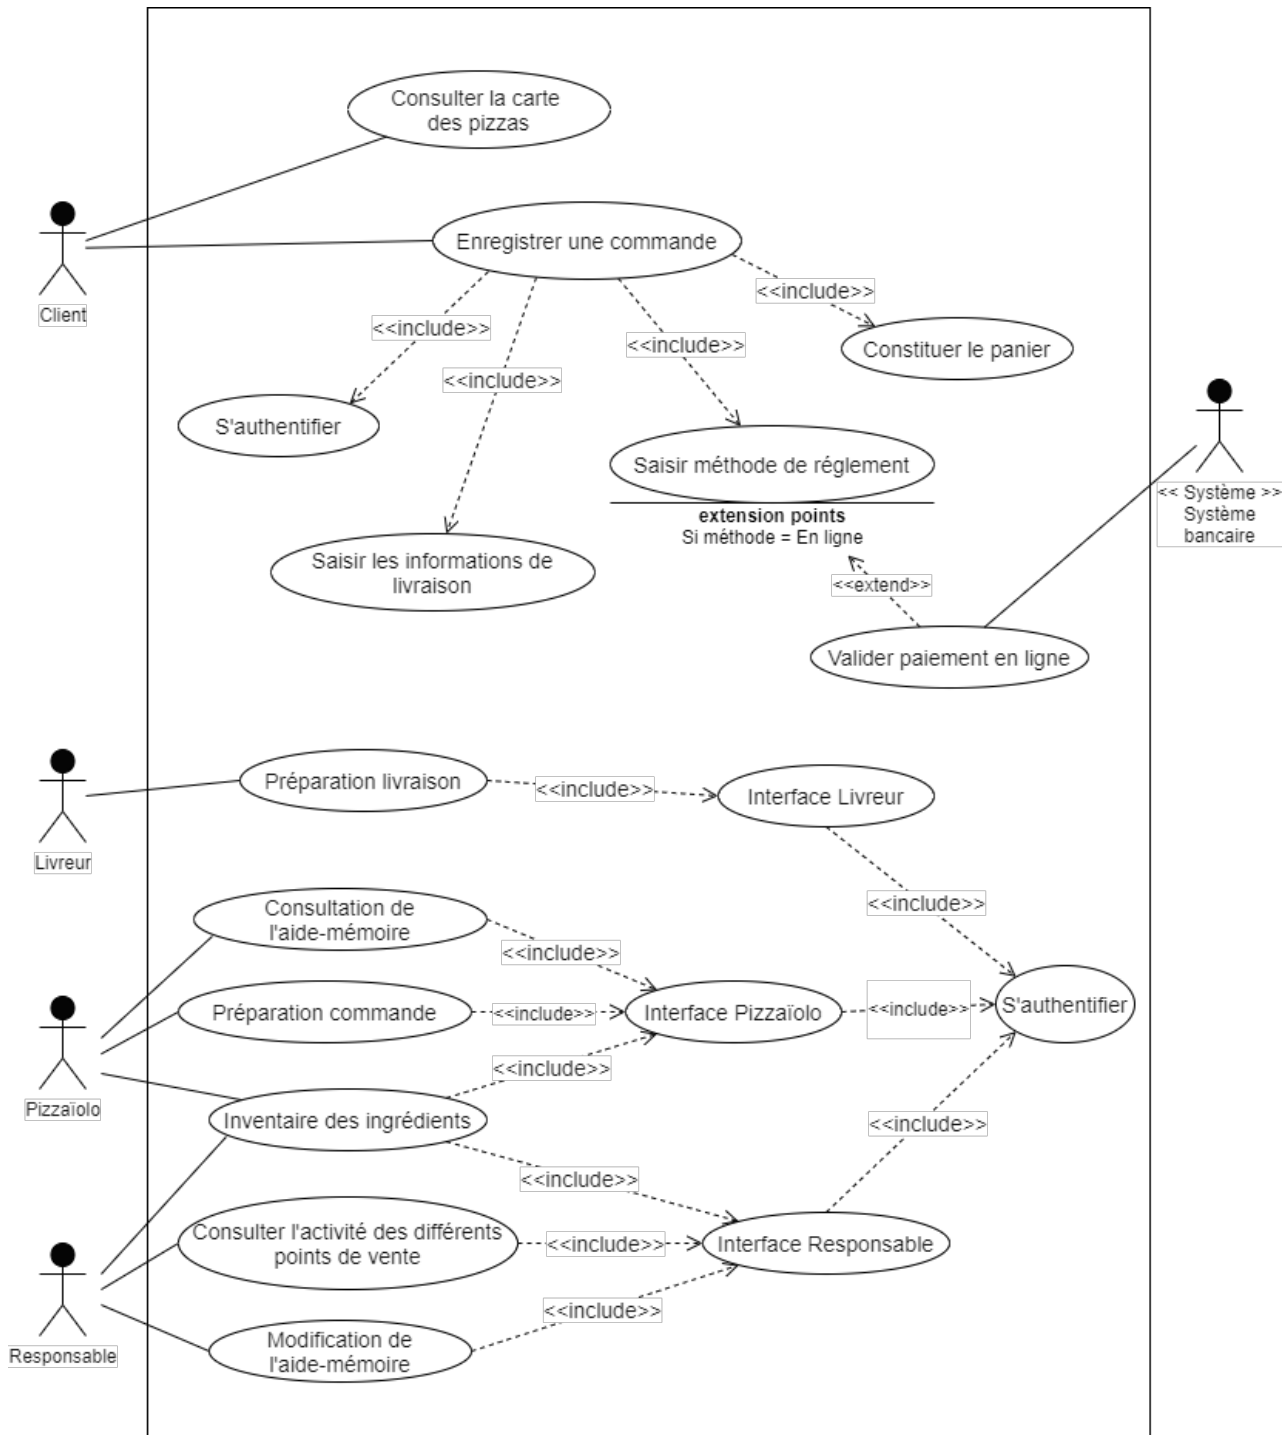 Consulter la carte
des pizzas
Enregistrer une commande
Client
<<include>>
<<include>>
<<include>>
<<include>>
Constituer le panier
S'authentifier
Saisir méthode de réglement
extension points
Si méthode = En ligne
<< Système >>
Système
bancaire
Saisir les informations de
livraison
<<extend>>
Valider paiement en ligne
Préparation livraison
<<include>>
Interface Livreur
Livreur
<<include>>
Consultation de
l'aide-mémoire
<<include>>
Préparation commande
<<include>>
Interface Pizzaïolo
<<include>>
S'authentifier
<<include>>
Pizzaïolo
Inventaire des ingrédients
<<include>>
<<include>>
Consulter l'activité des différents
points de vente
<<include>>
Interface Responsable
<<include>>
Modification de
l'aide-mémoire
Responsable